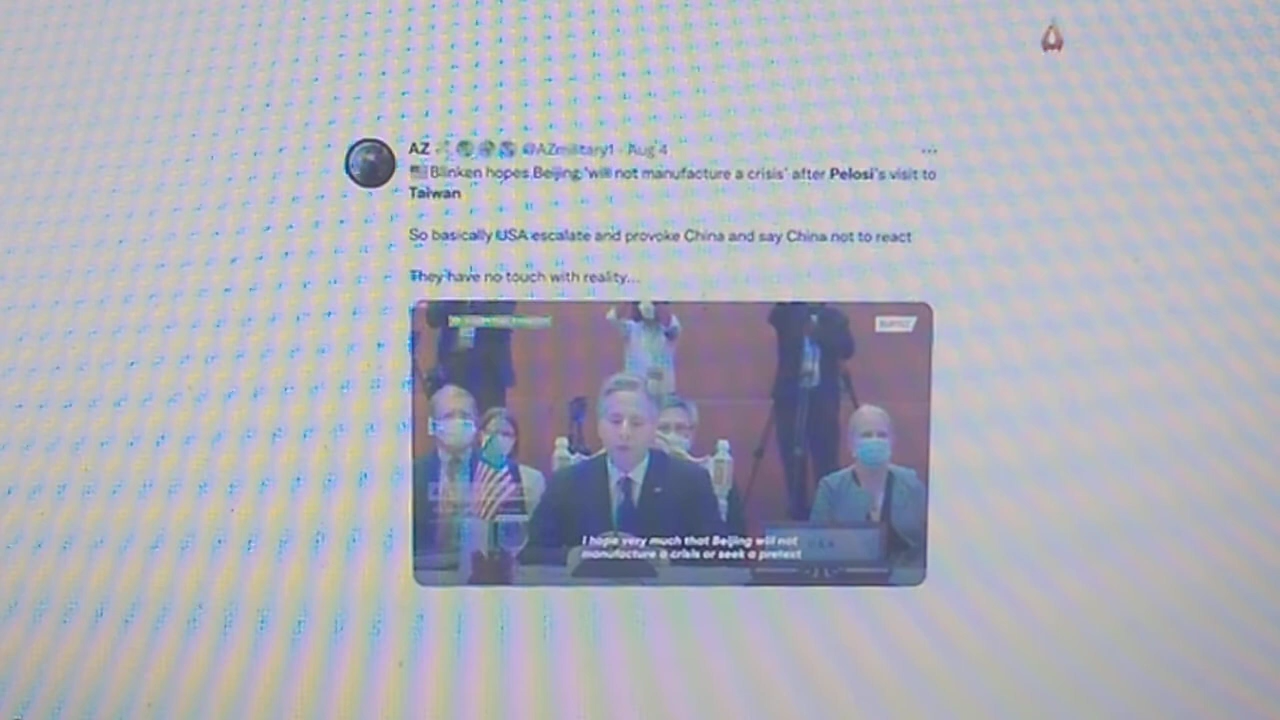 AZ @AZmilitary1 · Aug 4
Blinken hopes Beijing 'will not manufacture a crisis' after Pelosi's visit to
Taiwan
So basically USA escalate and provoke China and say China not to react
They have no touch with reality...
I hope very much that Beijing will not
manufacture a crisis or seek a pretext